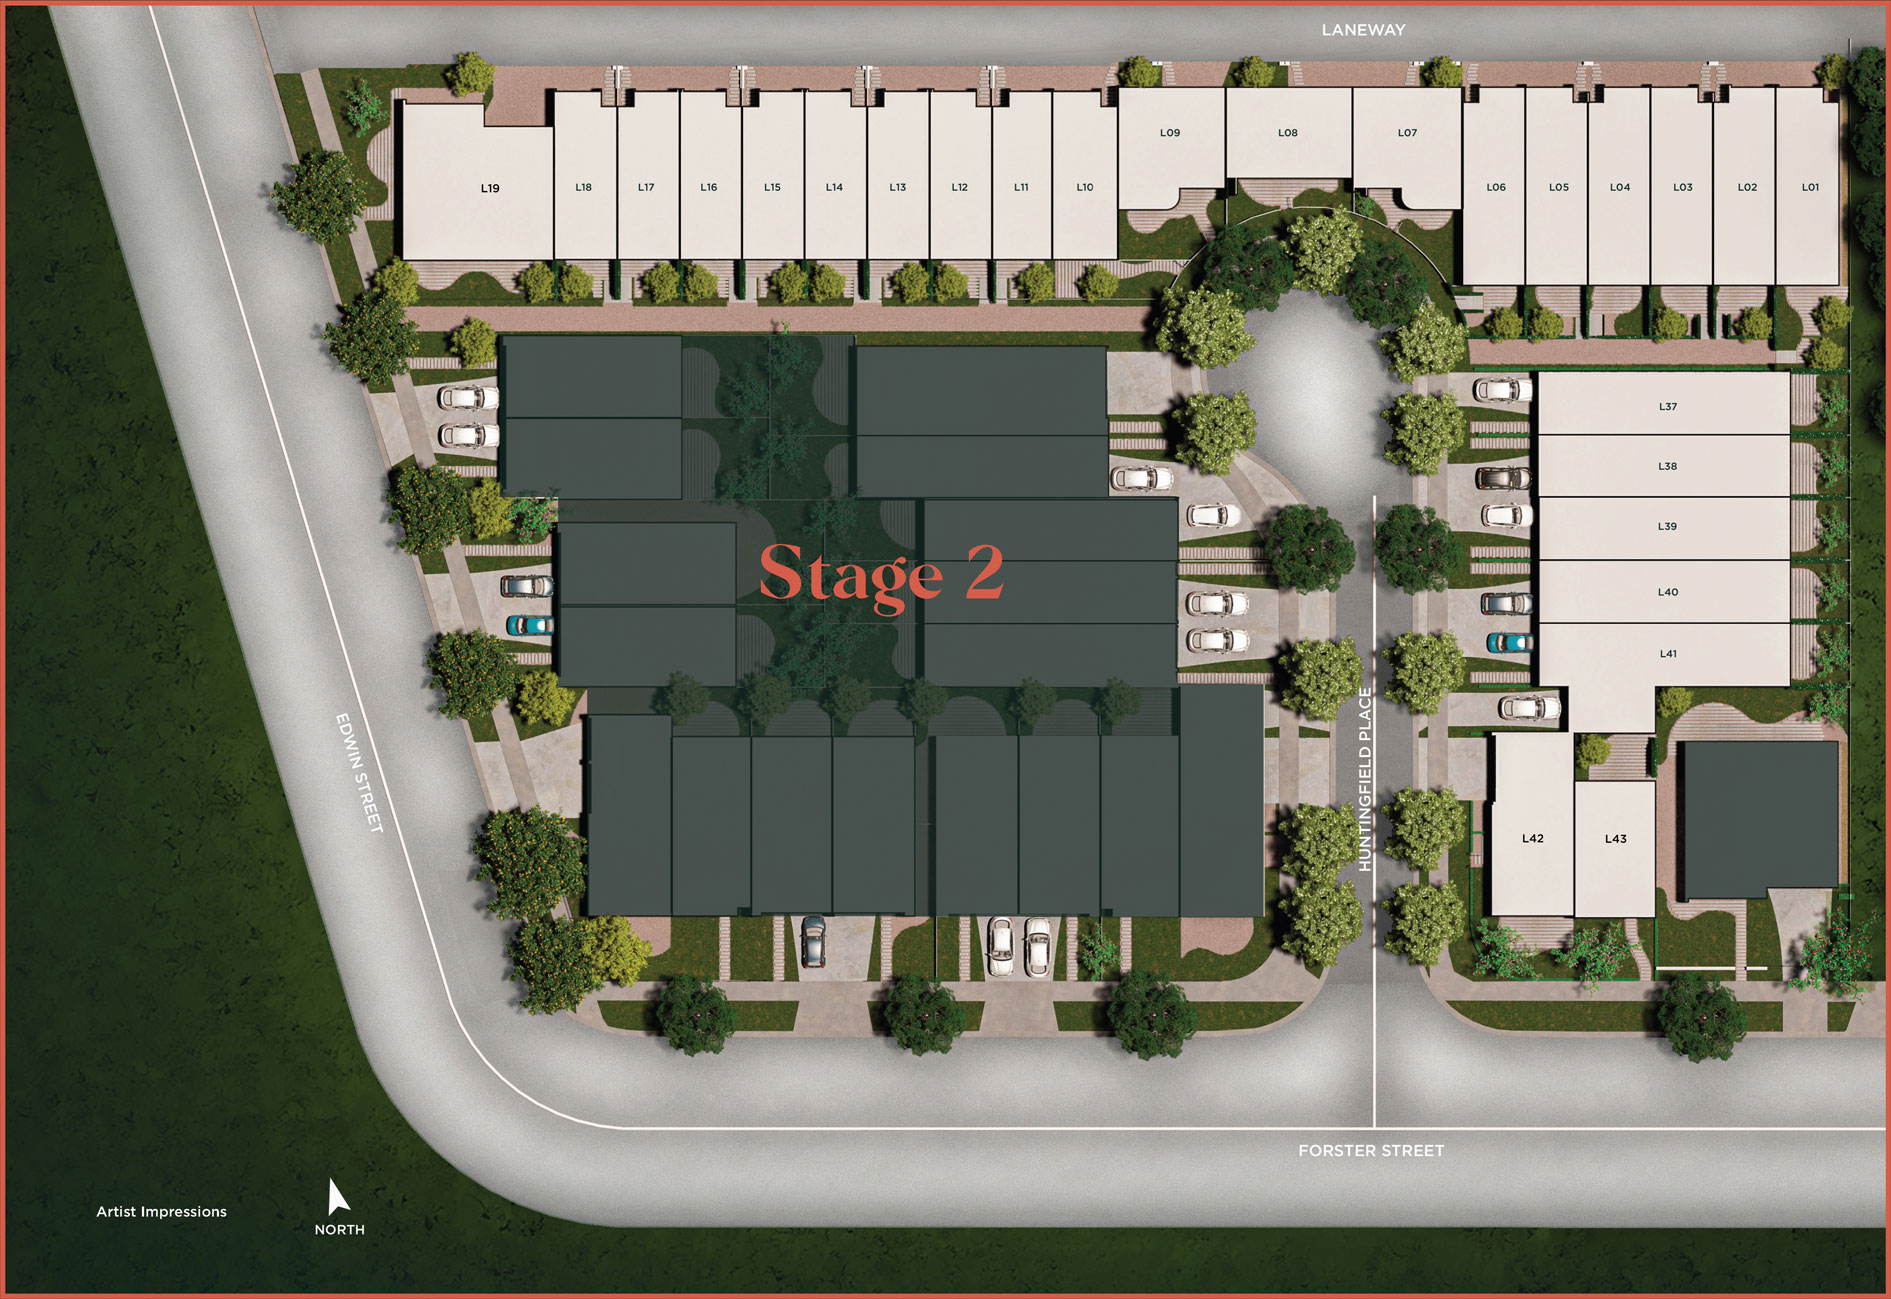 LANEWAY
L09
L08
L07
L19
L18
L17
L16
L15
L14
L13
L12
L11
L10
L06
L05
L04
L03
L02
L01
L37
L38
L39
L40
L41
Stage 2
EDWIN STREET
HUNTINGFIELD PLACE
L42
L43
FORSTER STREET
Artist Impressions
NORTH